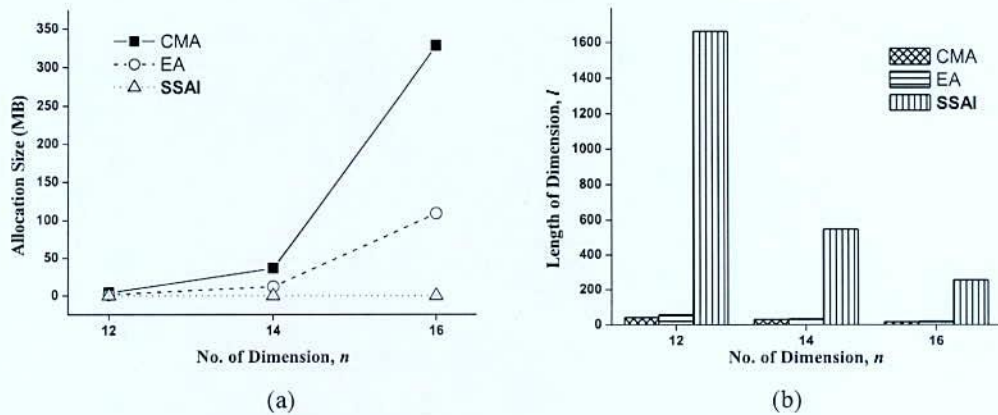 350
300
250
200
150
100
50
0
Allocation Size (MB)
CMA
EA
SSAI
12
14
16
No. of Dimension, n
(a)
1600
1400
1200
1000
800
600
400
200
0
Length of Dimension, l
CMA
EA
SSAI
12
14
16
No. of Dimension, n
(b)